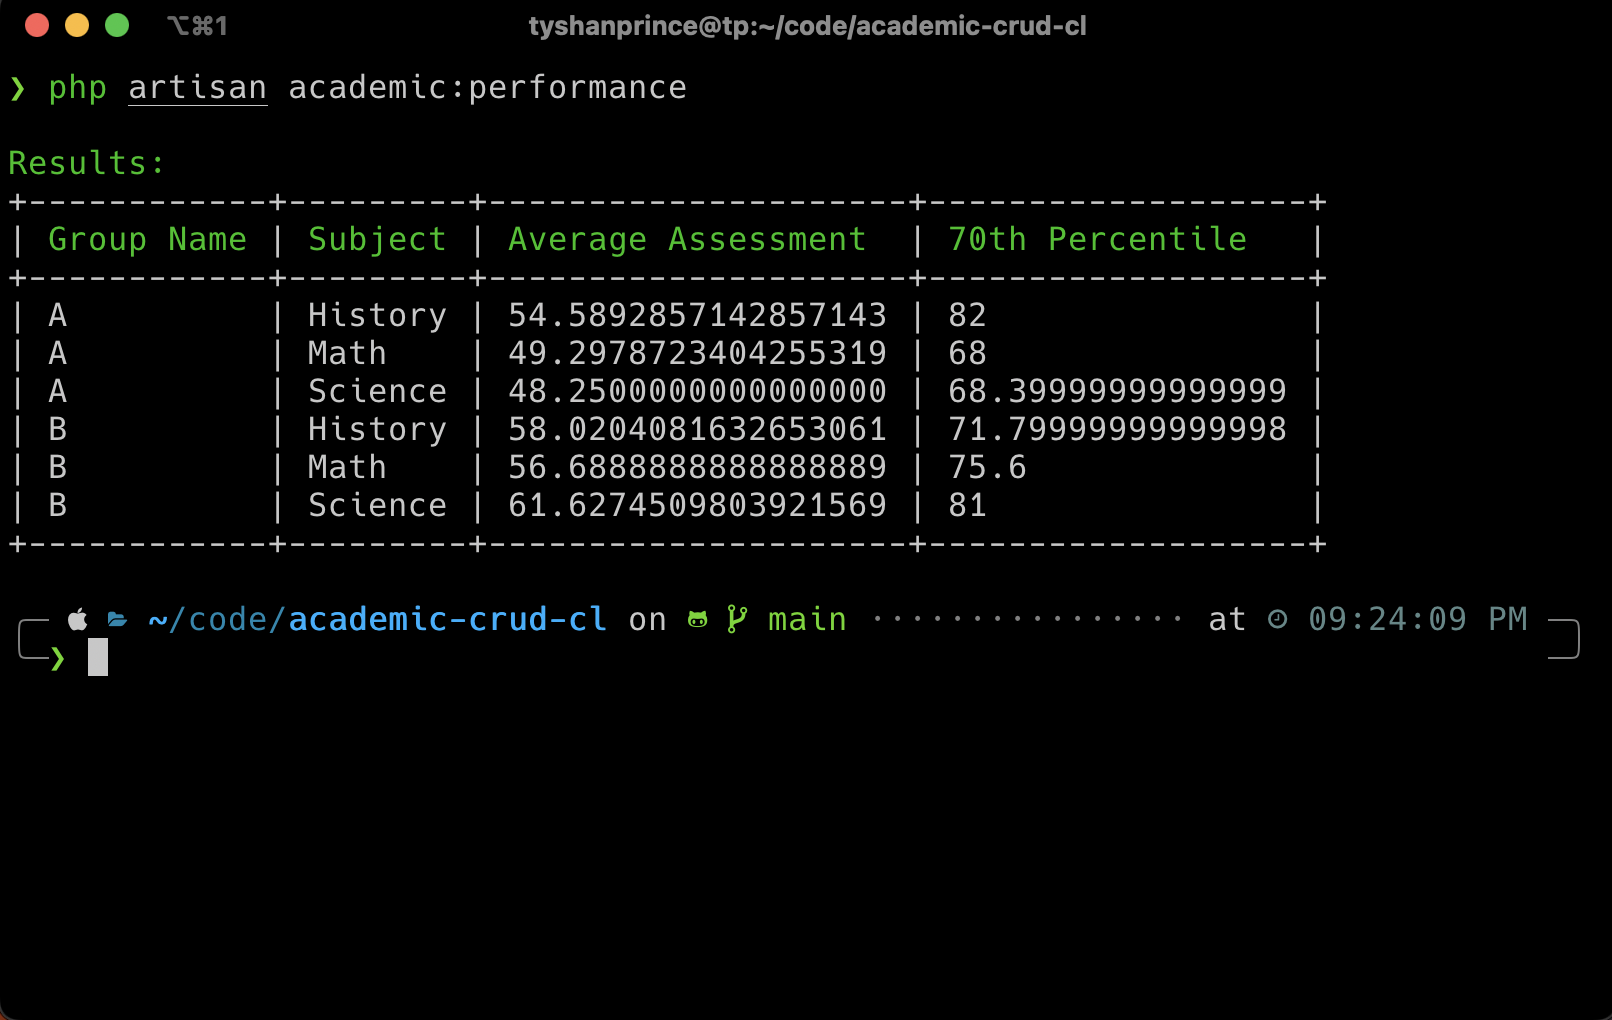 ⌥⌘1 tyshanprince@tp:~/code/academic-crud-cl
❯ php artisan academic:performance
Results:
+------------+---------+---------------------+-------------------+
| Group Name | Subject | Average Assessment  | 70th Percentile   |
+------------+---------+---------------------+-------------------+
| A          | History | 54.5892857142857143 | 82                |
| A          | Math    | 49.2978723404255319 | 68                |
| A          | Science | 48.2500000000000000 | 68.39999999999999 |
| B          | History | 58.0204081632653061 | 71.79999999999998 |
| B          | Math    | 56.6888888888888889 | 75.6              |
| B          | Science | 61.6274509803921569 | 81                |
+------------+---------+---------------------+-------------------+
~/code/academic-crud-cl on main ················ at 09:24:09 PM
❯